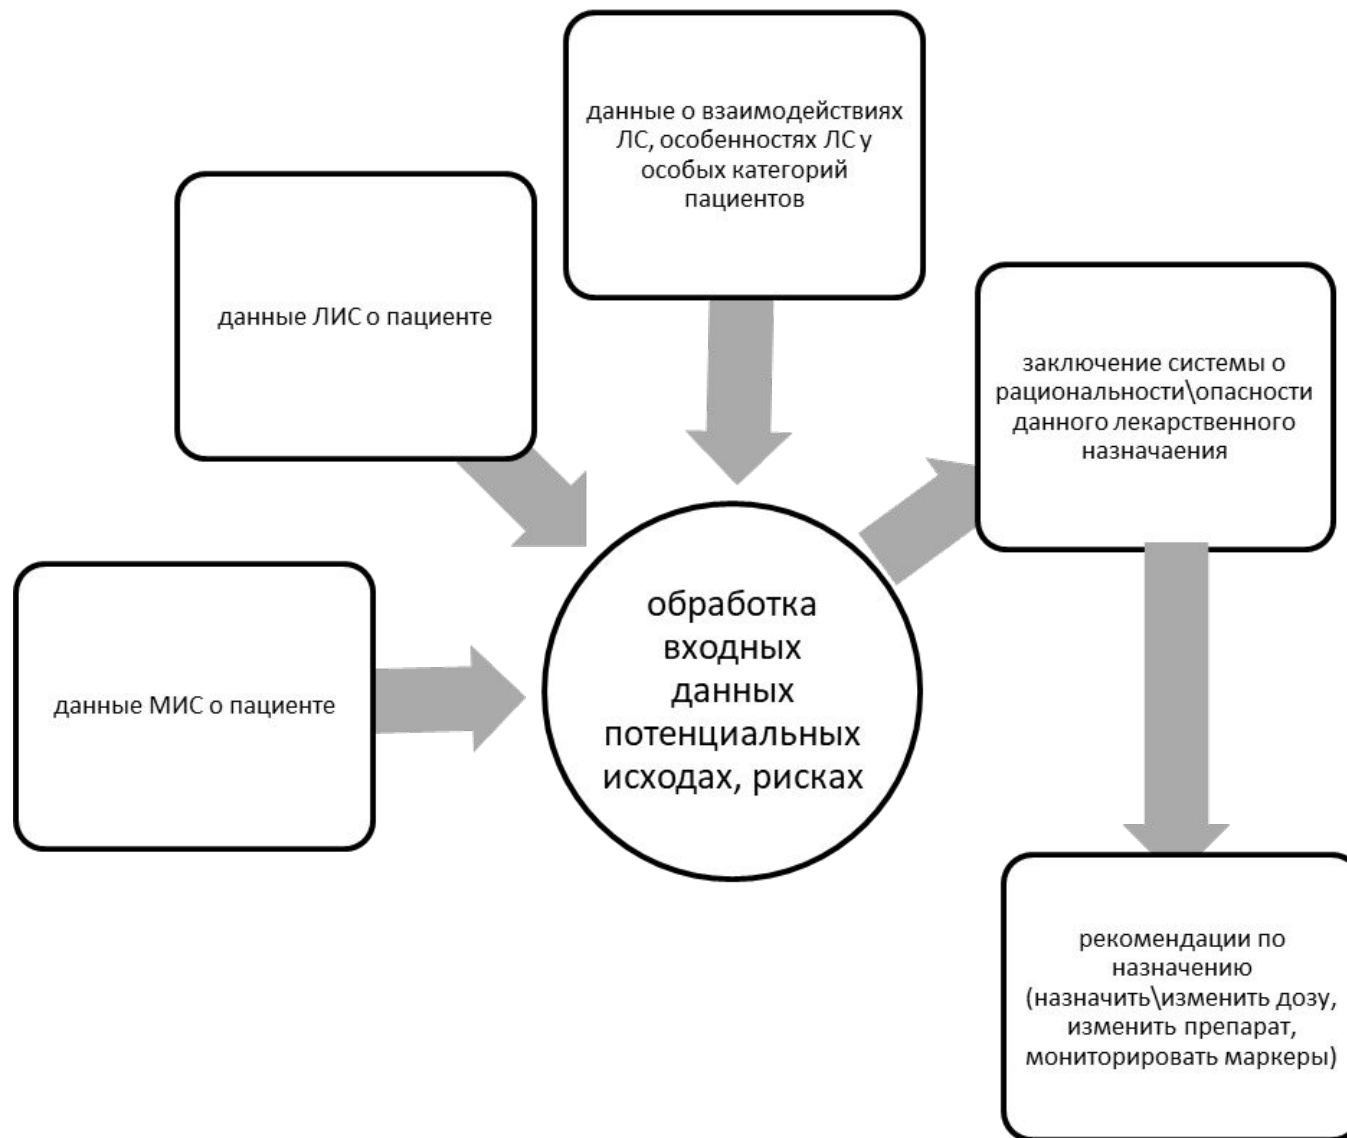 данные о взаимодействиях
ЛС, особенностях ЛС у
особых категорий
пациентов
данные ЛИС о пациенте
заключение системы о
рациональности\опасности
данного лекарственного
назначаения
обработка
входных
данных
потенциальных
исходах, рисках
данные МИС о пациенте
рекомендации по
назначению
(назначить\изменить дозу,
изменить препарат,
мониторировать маркеры)